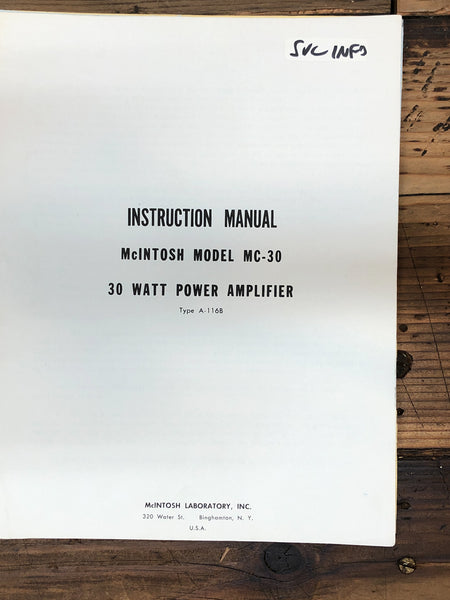 SVC INFO
INSTRUCTION MANUAL
McINTOSH MODEL MC-30
30 WATT POWER AMPLIFIER
Type A-116B
McINTOSH LABORATORY, INC.
320 Water St. Binghamton, N. Y.
U.S.A.